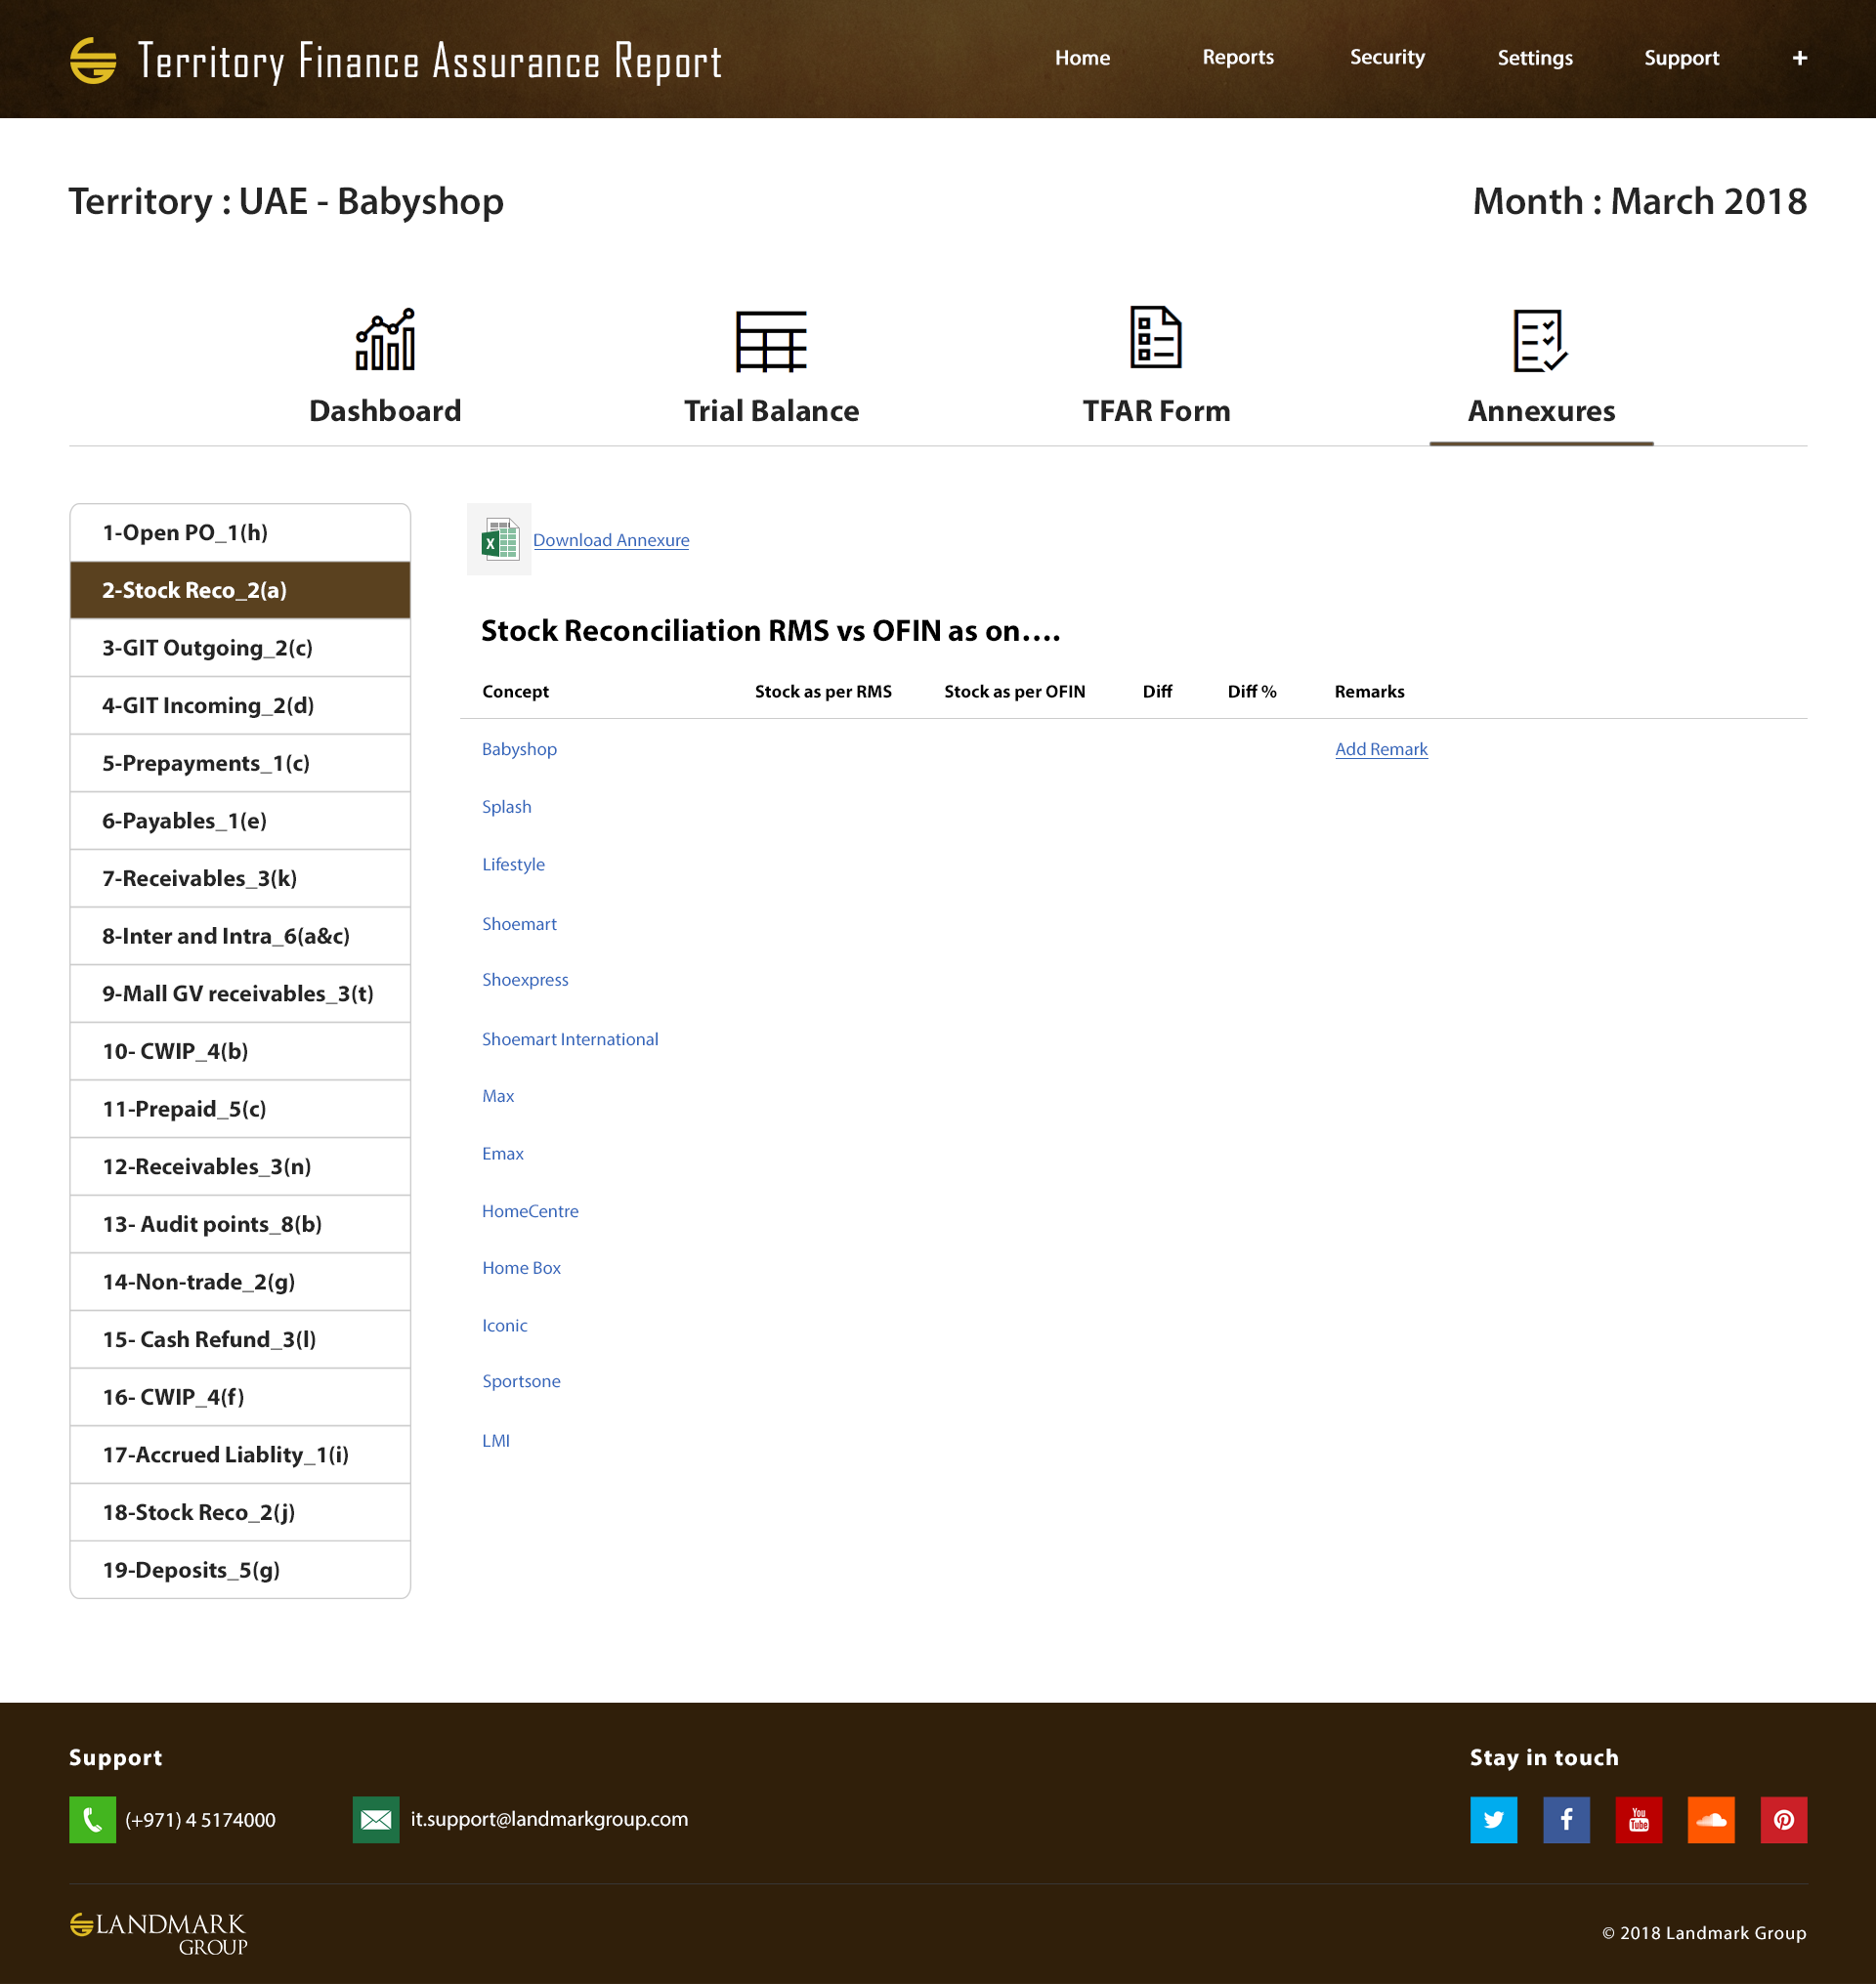 Territory Finance Assurance Report
Home Reports Security Settings Support +
Territory : UAE - Babyshop
Month : March 2018
Dashboard Trial Balance TFAR Form Annexures
1-Open PO_1(h)
2-Stock Reco_2(a)
3-GIT Outgoing_2(c)
4-GIT Incoming_2(d)
5-Prepayments_1(c)
6-Payables_1(e)
7-Receivables_3(k)
8-Inter and Intra_6(a&c)
9-Mall GV receivables_3(t)
10- CWIP_4(b)
11-Prepaid_5(c)
12-Receivables_3(n)
13- Audit points_8(b)
14-Non-trade_2(g)
15- Cash Refund_3(l)
16- CWIP_4(f)
17-Accrued Liablity_1(i)
18-Stock Reco_2(j)
19-Deposits_5(g)
X
Download Annexure
Stock Reconciliation RMS vs OFIN as on....
Concept Stock as per RMS Stock as per OFIN Diff Diff % Remarks
Babyshop Add Remark
Splash
Lifestyle
Shoemart
Shoexpress
Shoemart International
Max
Emax
HomeCentre
Home Box
Iconic
Sportsone
LMI
Support
(+971) 4 5174000
it.support@landmarkgroup.com
Stay in touch
You
Tube
LANDMARK
GROUP
© 2018 Landmark Group